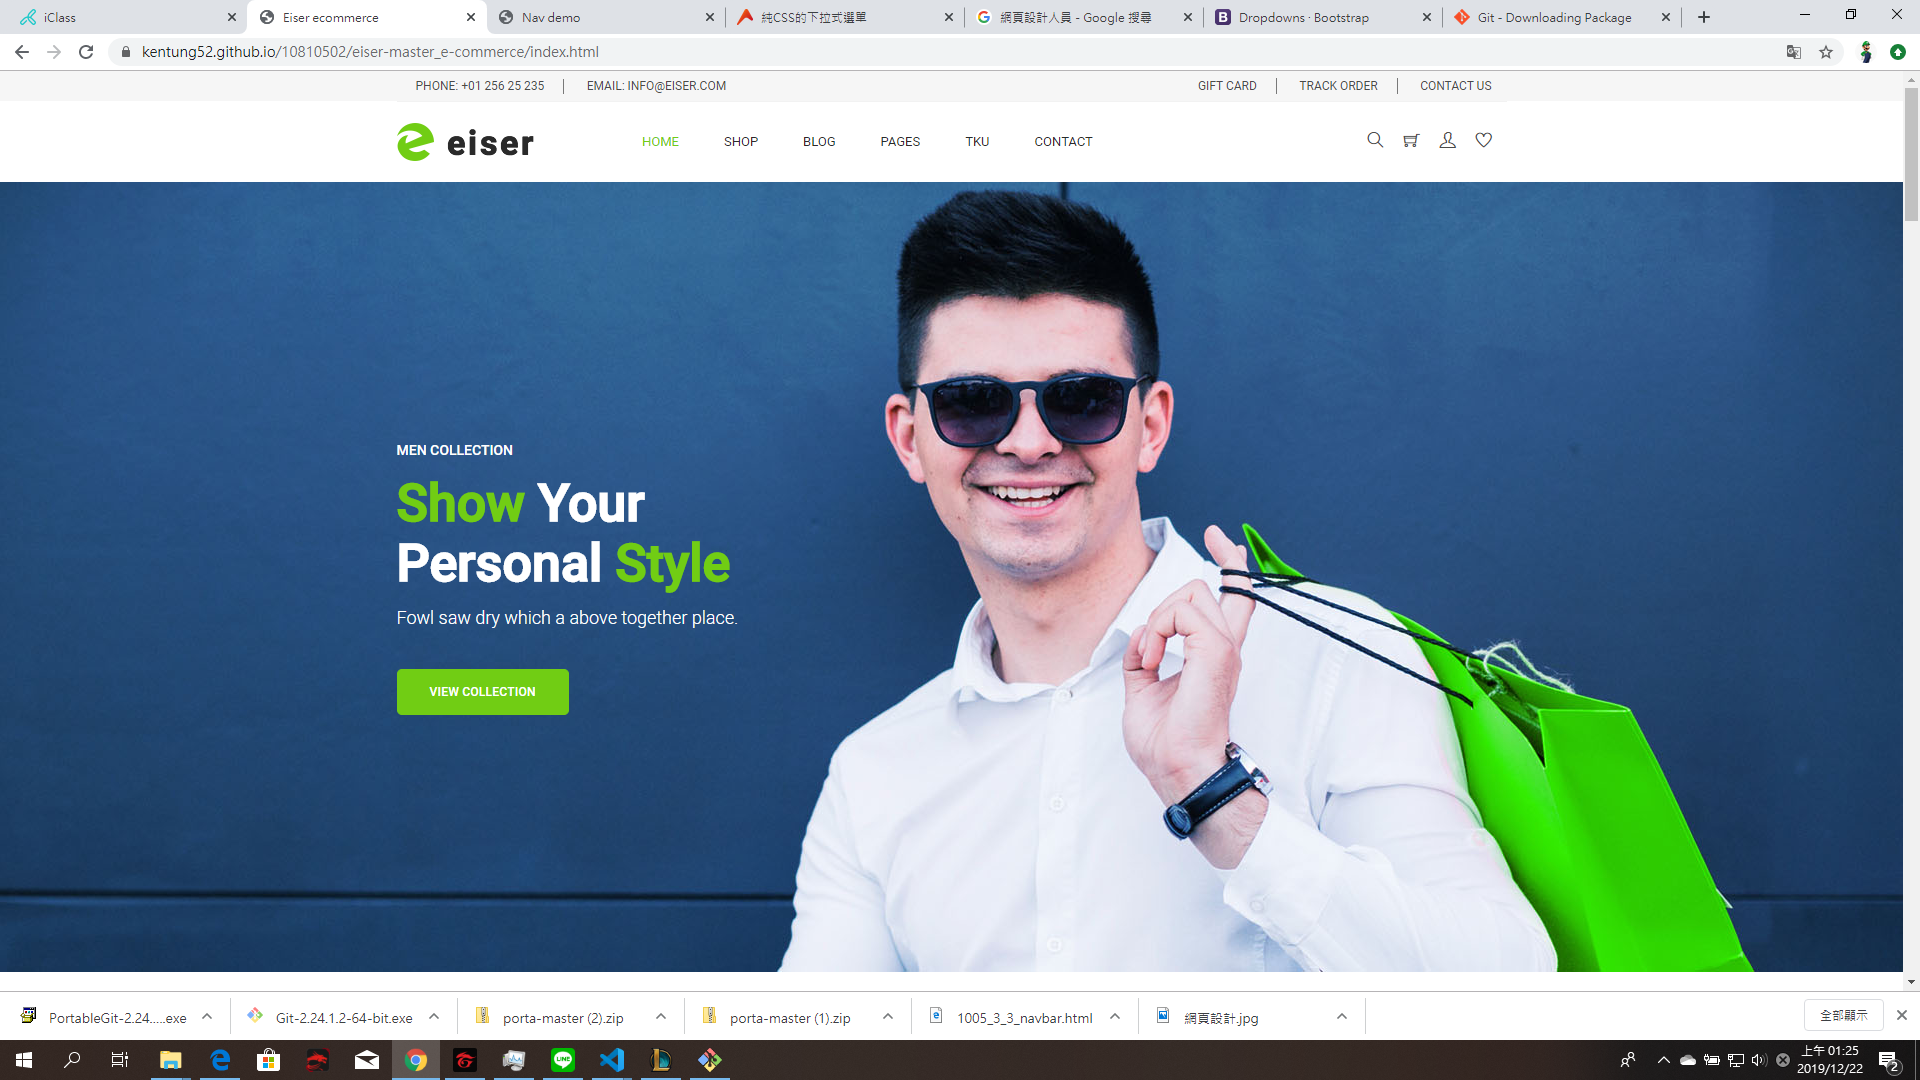 iClass
Eiser ecommerce
Nav demo
純CSS的下拉式選單
網頁設計人員 - Google 搜尋
Dropdowns · Bootstrap
Git - Downloading Package
kentung52.github.io/10810502/eiser-master_e-commerce/index.html
PHONE: +01 256 25 235
EMAIL: INFO@EISER.COM
GIFT CARD
TRACK ORDER
CONTACT US
eiser
HOME
SHOP
BLOG
PAGES
TKU
CONTACT
MEN COLLECTION
Show Your
Personal Style
Fowl saw dry which a above together place.
VIEW COLLECTION
PortableGit-2.24.....exe
Git-2.24.1.2-64-bit.exe
porta-master (2).zip
porta-master (1).zip
1005_3_3_navbar.html
網頁設計.jpg
全部顯示
上午 01:25
2019/12/22
2